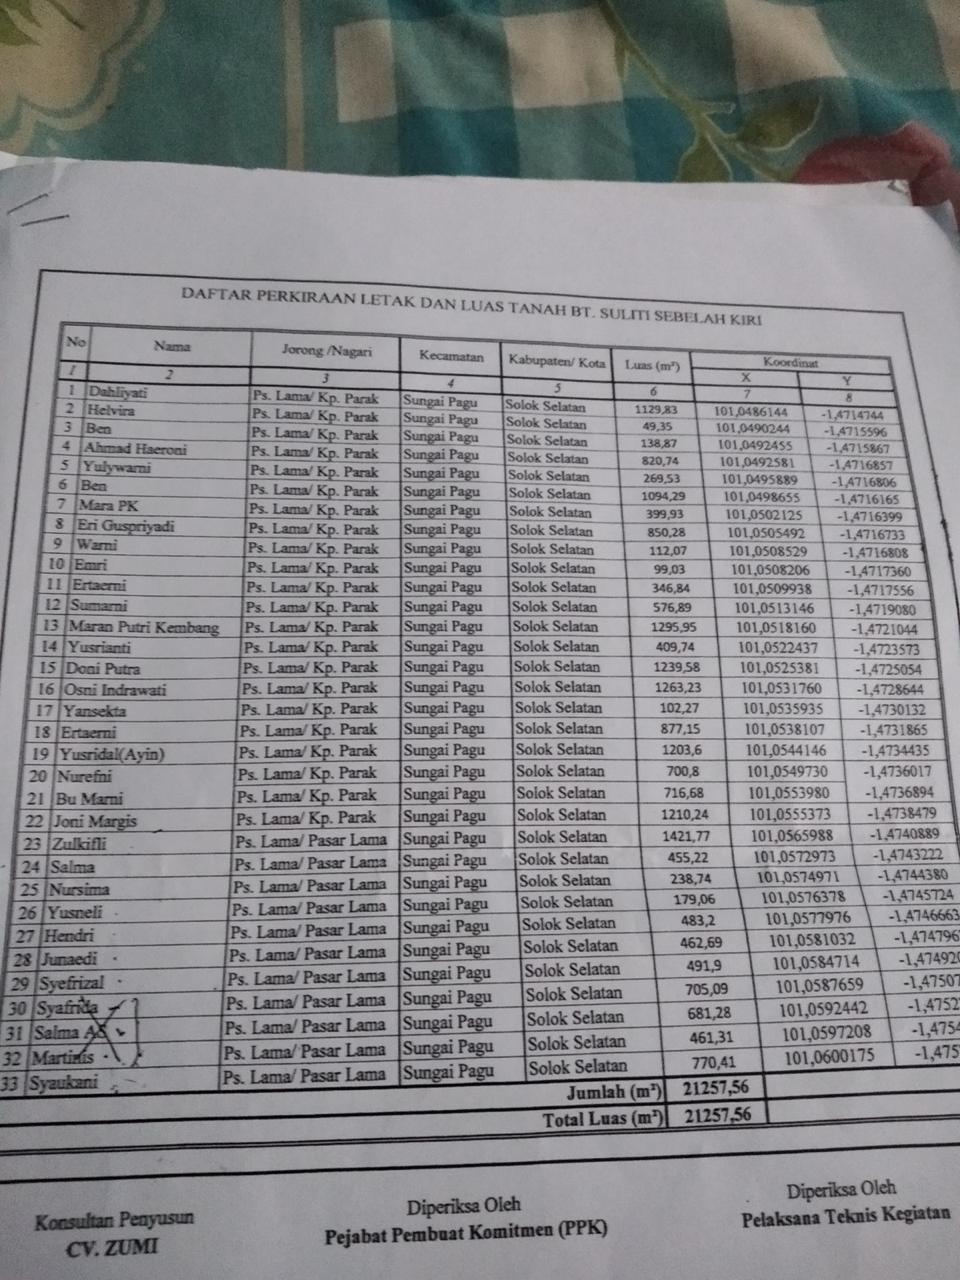 DAFTAR PERKIRAAN LETAK DAN LUAS TANAH BT. SULITI SEBELAH KIRI
No Nama Jorong /Nagari Kecamatan Kabupaten/ Kota Luas (m²) Koordinat
X Y
1 2 3 4 5 6 7 8
1 Dahliyati Ps. Lama/ Kp. Parak Sungai Pagu Solok Selatan 1129,83 101,0486144 -1,4714744
2 Helvira Ps. Lama/ Kp. Parak Sungai Pagu Solok Selatan 49,35 101,0490244 -1,4715596
3 Ben Ps. Lama/ Kp. Parak Sungai Pagu Solok Selatan 138,87 101,0492455 -1,4715867
4 Ahmad Haeroni Ps. Lama/ Kp. Parak Sungai Pagu Solok Selatan 820,74 101,0492581 -1,4716857
5 Yulywarni Ps. Lama/ Kp. Parak Sungai Pagu Solok Selatan 269,53 101,0495889 -1,4716806
6 Ben Ps. Lama/ Kp. Parak Sungai Pagu Solok Selatan 1094,29 101,0498655 -1,4716165
7 Mara PK Ps. Lama/ Kp. Parak Sungai Pagu Solok Selatan 399,93 101,0502125 -1,4716399
8 Eri Guspriyadi Ps. Lama/ Kp. Parak Sungai Pagu Solok Selatan 850,28 101,0505492 -1,4716733
9 Warni Ps. Lama/ Kp. Parak Sungai Pagu Solok Selatan 112,07 101,0508529 -1,4716808
10 Emri Ps. Lama/ Kp. Parak Sungai Pagu Solok Selatan 99,03 101,0508206 -1,4717360
11 Ertaerni Ps. Lama/ Kp. Parak Sungai Pagu Solok Selatan 346,84 101,0509938 -1,4717556
12 Sumarni Ps. Lama/ Kp. Parak Sungai Pagu Solok Selatan 576,89 101,0513146 -1,4719080
13 Maran Putri Kembang Ps. Lama/ Kp. Parak Sungai Pagu Solok Selatan 1295,95 101,0518160 -1,4721044
14 Yusrianti Ps. Lama/ Kp. Parak Sungai Pagu Solok Selatan 409,74 101,0522437 -1,4723573
15 Doni Putra Ps. Lama/ Kp. Parak Sungai Pagu Solok Selatan 1239,58 101,0525381 -1,4725054
16 Osni Indrawati Ps. Lama/ Kp. Parak Sungai Pagu Solok Selatan 1263,23 101,0531760 -1,4728644
17 Yansekta Ps. Lama/ Kp. Parak Sungai Pagu Solok Selatan 102,27 101,0535935 -1,4730132
18 Ertaerni Ps. Lama/ Kp. Parak Sungai Pagu Solok Selatan 877,15 101,0538107 -1,4731865
19 Yusridal(Ayin) Ps. Lama/ Kp. Parak Sungai Pagu Solok Selatan 1203,6 101,0544146 -1,4734435
20 Nurefni Ps. Lama/ Kp. Parak Sungai Pagu Solok Selatan 700,8 101,0549730 -1,4736017
21 Bu Marni Ps. Lama/ Kp. Parak Sungai Pagu Solok Selatan 716,68 101,0553980 -1,4736894
22 Joni Margis Ps. Lama/ Kp. Parak Sungai Pagu Solok Selatan 1210,24 101,0555373 -1,4738479
23 Zulkifli Ps. Lama/ Pasar Lama Sungai Pagu Solok Selatan 1421,77 101,0565988 -1,4740889
24 Salma Ps. Lama/ Pasar Lama Sungai Pagu Solok Selatan 455,22 101,0572973 -1,4743222
25 Nursima Ps. Lama/ Pasar Lama Sungai Pagu Solok Selatan 238,74 101,0574971 -1,4744380
26 Yusneli Ps. Lama/ Pasar Lama Sungai Pagu Solok Selatan 179,06 101,0576378 -1,4745724
27 Hendri Ps. Lama/ Pasar Lama Sungai Pagu Solok Selatan 483,2 101,0577976 -1,4746663
28 Junaedi Ps. Lama/ Pasar Lama Sungai Pagu Solok Selatan 462,69 101,0581032 -1,474796
29 Syefrizal Ps. Lama/ Pasar Lama Sungai Pagu Solok Selatan 491,9 101,0584714 -1,474920
30 Syafrida Ps. Lama/ Pasar Lama Sungai Pagu Solok Selatan 705,09 101,0587659 -1,47507
31 Salma AS Ps. Lama/ Pasar Lama Sungai Pagu Solok Selatan 681,28 101,0592442 -1,4752
32 Martinis Ps. Lama/ Pasar Lama Sungai Pagu Solok Selatan 461,31 101,0597208 -1,4754
33 Syaukani Ps. Lama/ Pasar Lama Sungai Pagu Solok Selatan 770,41 101,0600175 -1,475
Jumlah (m²) 21257,56
Total Luas (m²) 21257,56
Konsultan Penyusun
CV. ZUMI
Diperiksa Oleh
Pejabat Pembuat Komitmen (PPK)
Diperiksa Oleh
Pelaksana Teknis Kegiatan